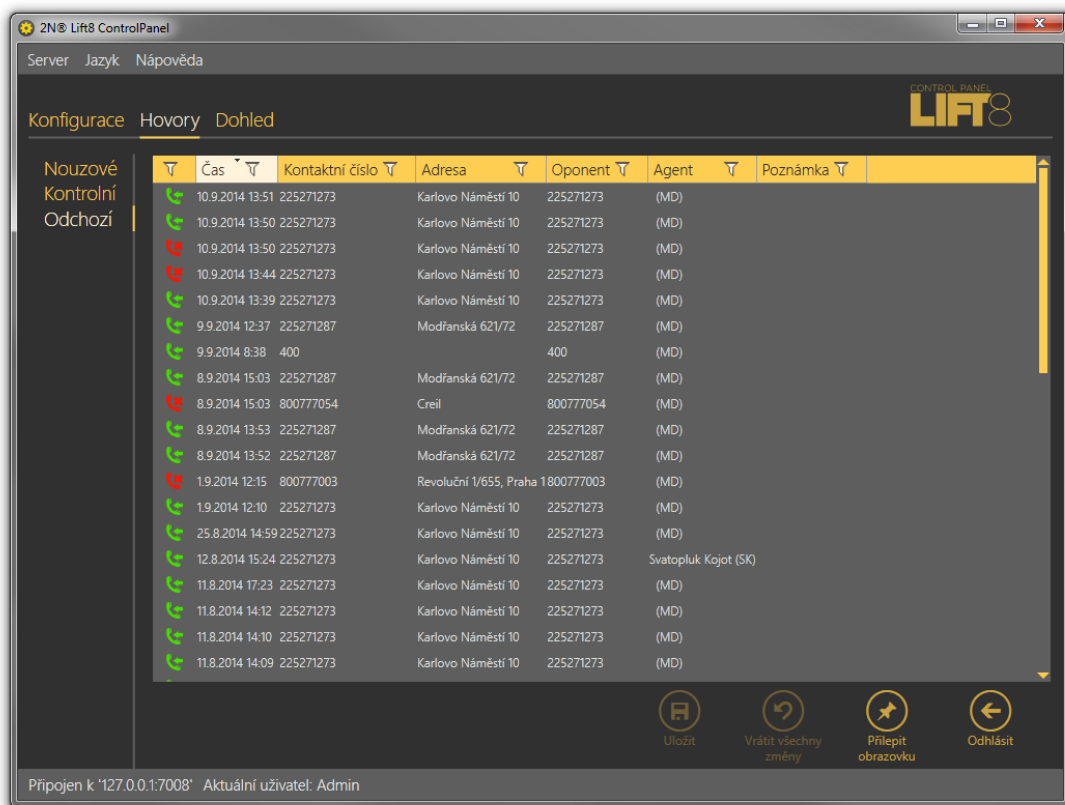 2N® Lift8 ControlPanel
Server Jazyk Nápověda
CONTROL PANEL
LIFT8
Konfigurace Hovory Dohled
Nouzové
Kontrolní
Odchozí
Čas Kontaktní číslo Adresa Oponent Agent Poznámka
10.9.2014 13:51 225271273 Karlovo Náměstí 10 225271273 (MD)
10.9.2014 13:50 225271273 Karlovo Náměstí 10 225271273 (MD)
10.9.2014 13:50 225271273 Karlovo Náměstí 10 225271273 (MD)
10.9.2014 13:44 225271273 Karlovo Náměstí 10 225271273 (MD)
10.9.2014 13:39 225271273 Karlovo Náměstí 10 225271273 (MD)
9.9.2014 12:37 225271287 Modřanská 621/72 225271287 (MD)
9.9.2014 8:38 400 400 (MD)
8.9.2014 15:03 225271287 Modřanská 621/72 225271287 (MD)
8.9.2014 15:03 800777054 Creil 800777054 (MD)
8.9.2014 13:53 225271287 Modřanská 621/72 225271287 (MD)
8.9.2014 13:52 225271287 Modřanská 621/72 225271287 (MD)
1.9.2014 12:15 800777003 Revoluční 1/655, Praha 1 800777003 (MD)
1.9.2014 12:10 225271273 Karlovo Náměstí 10 225271273 (MD)
25.8.2014 14:59 225271273 Karlovo Náměstí 10 225271273 (MD)
12.8.2014 15:24 225271273 Karlovo Náměstí 10 225271273 Svatopluk Kojot (SK)
11.8.2014 17:23 225271273 Karlovo Náměstí 10 225271273 (MD)
11.8.2014 14:12 225271273 Karlovo Náměstí 10 225271273 (MD)
11.8.2014 14:10 225271273 Karlovo Náměstí 10 225271273 (MD)
11.8.2014 14:09 225271273 Karlovo Náměstí 10 225271273 (MD)
Uložit
Vrátit všechny
změny
Přilepit
obrazovku
Odhlásit
Připojen k '127.0.0.1:7008' Aktuální uživatel: Admin